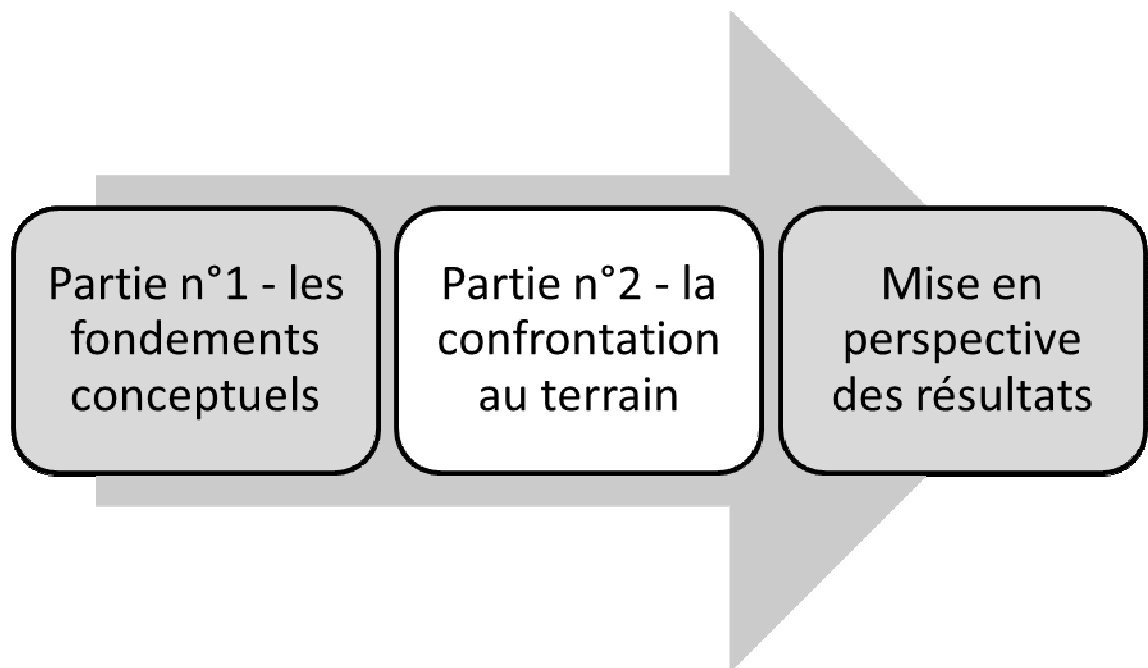 Partie n°1 - les
fondements
conceptuels
Partie n°2 - la
confrontation
au terrain
Mise en
perspective
des résultats